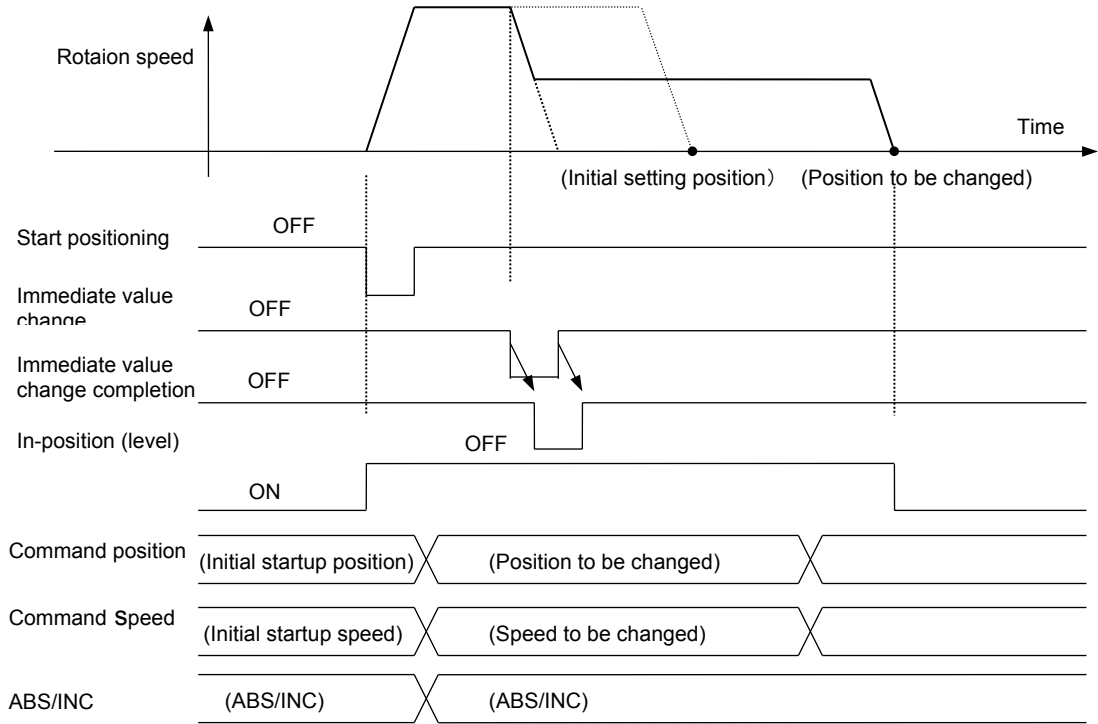 Rotaion speed
Time
(Initial setting position）
(Position to be changed)
Start positioning
OFF
Immediate value
change
OFF
Immediate value
change completion
OFF
In-position (level)
OFF
ON
Command position
(Initial startup position)
(Position to be changed)
Command Speed
(Initial startup speed)
(Speed to be changed)
ABS/INC
(ABS/INC)
(ABS/INC)